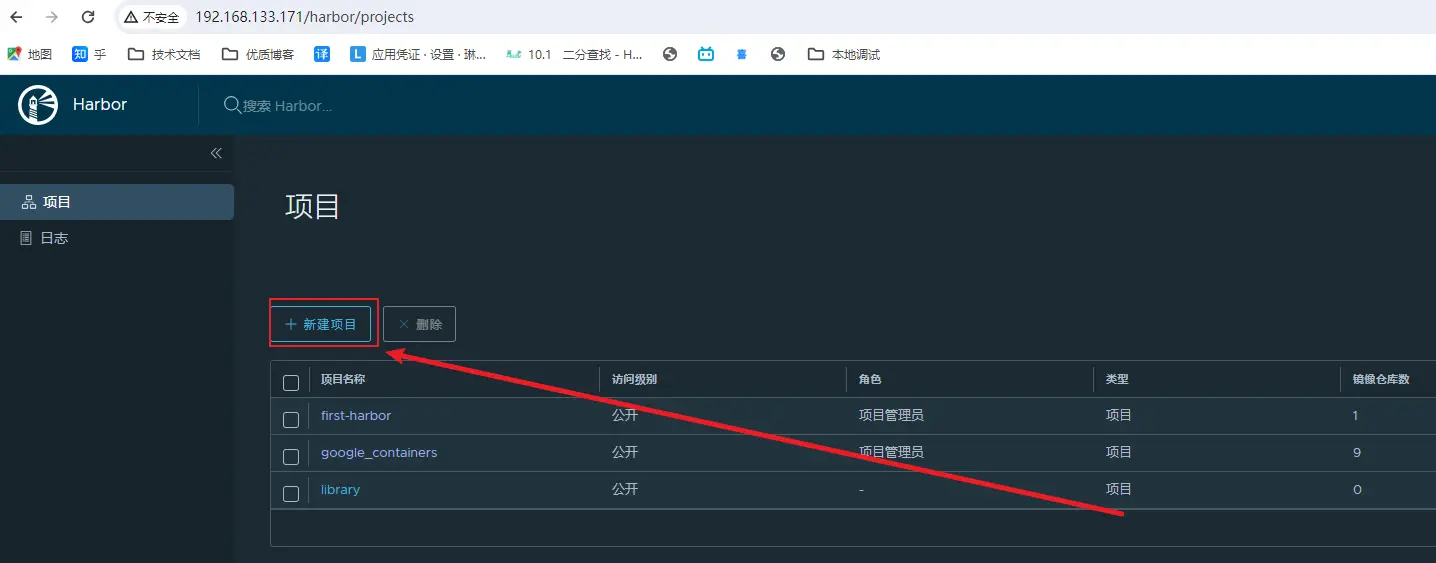 不安全 192.168.133.171/harbor/projects
地图 知 乎 技术文档 优质博客 译 L 应用凭证 · 设置 · 琳... 10.1 二分查找 - H... 本地调试
Harbor 搜索 Harbor...
项目
日志
项目
+ 新建项目 × 删除
项目名称 访问级别 角色 类型 镜像仓库数
first-harbor 公开 项目管理员 项目 1
google_containers 公开 项目管理员 项目 9
library 公开 - 项目 0